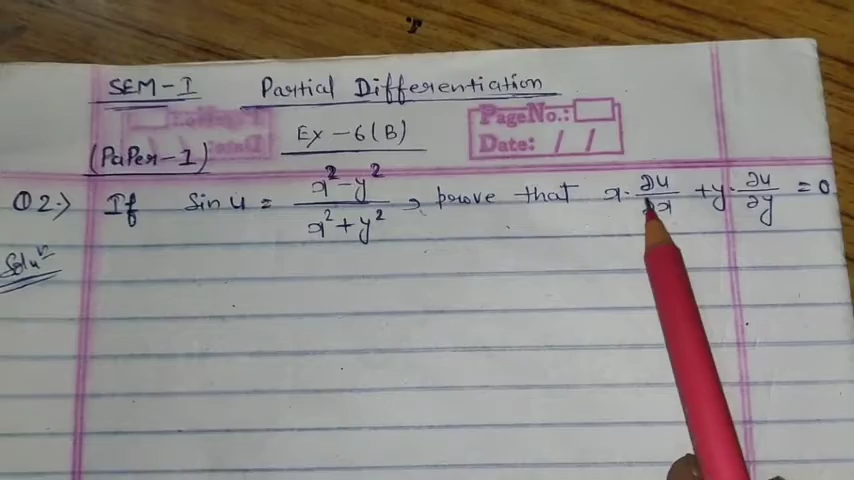 SEM-I Partial Differentiation
Ex-6(B)
PageNo.:
Date: / /
(PaPer-1)
Q2.> If Sin u = x²-y² / x²+y² , prove that x. ∂u/∂x + y. ∂u/∂y = 0
Soluⁿ